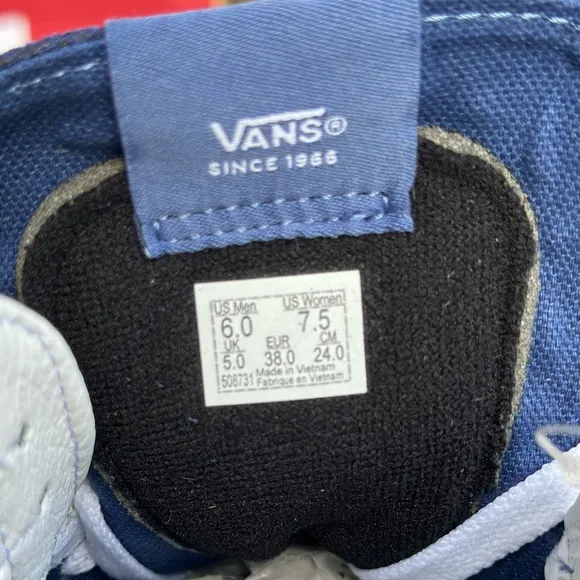 VANS®
SINCE 1966
US Men US Women
6.0 7.5
UK EUR CM
5.0 38.0 24.0
508731 Made in Vietnam
Fabrique en Vietnam